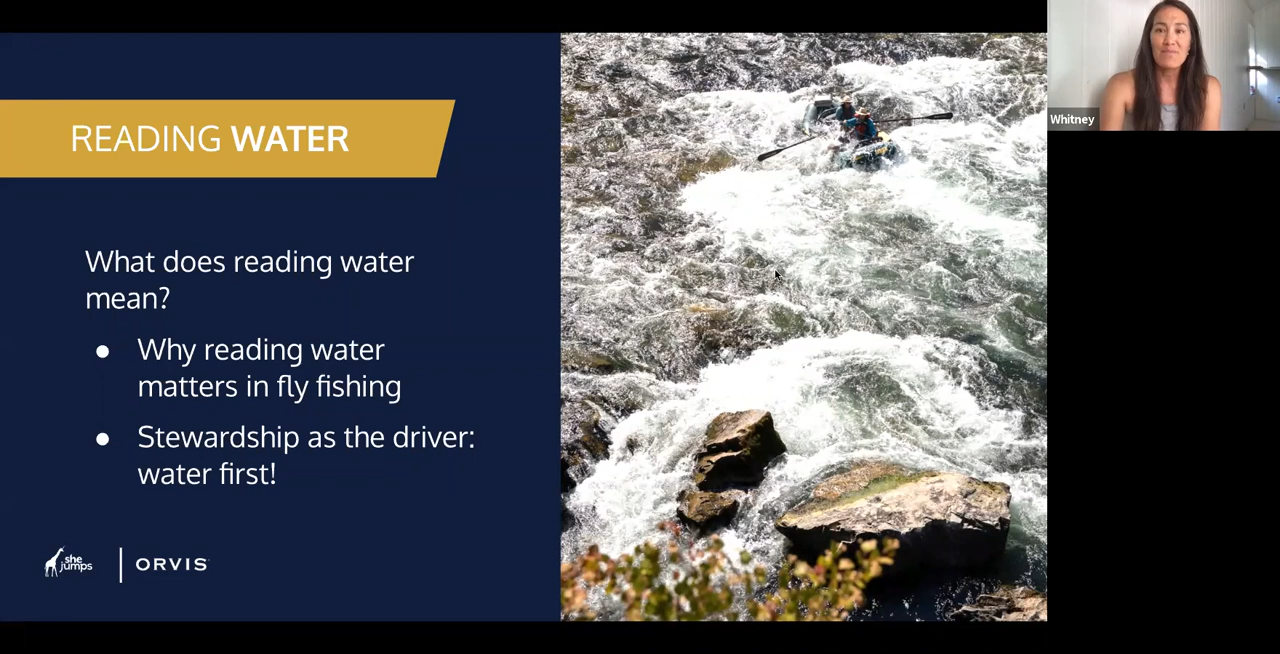 READING WATER
What does reading water
mean?
● Why reading water
matters in fly fishing
● Stewardship as the driver:
water first!
she
jumps
ORVIS
Whitney